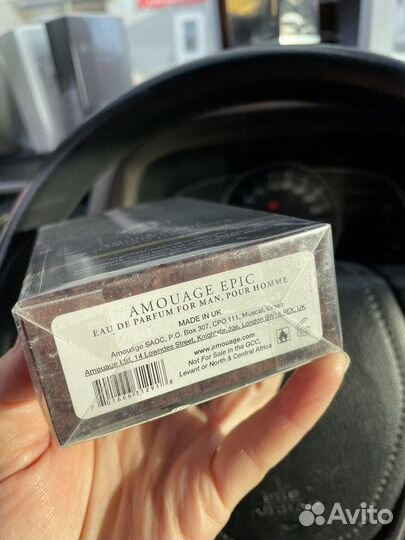 AMOUAGE EPIC
EAU DE PARFUM FOR MAN, POUR HOMME
MADE IN UK
Amouage SAOC, P.O. Box 307, CPO 111, Muscat, Oman
Amouage Ltd, 14 Lowndes Street, Knightsbridge, London SW1X 9EX, UK
www.amouage.com
Not For Sale in the GCC,
Levant or North & Central Africa
Avito